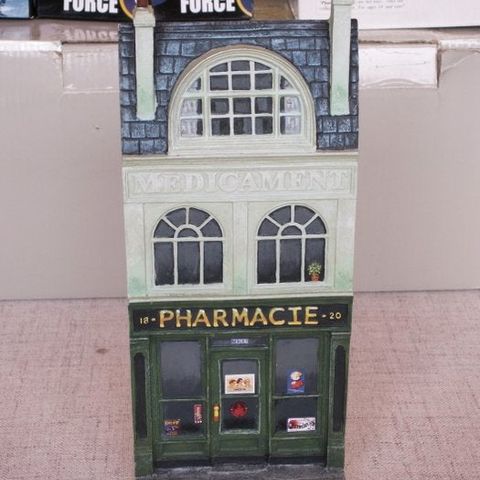 FORCE
FORCE
MEDICAMENT
18 - PHARMACIE - 20